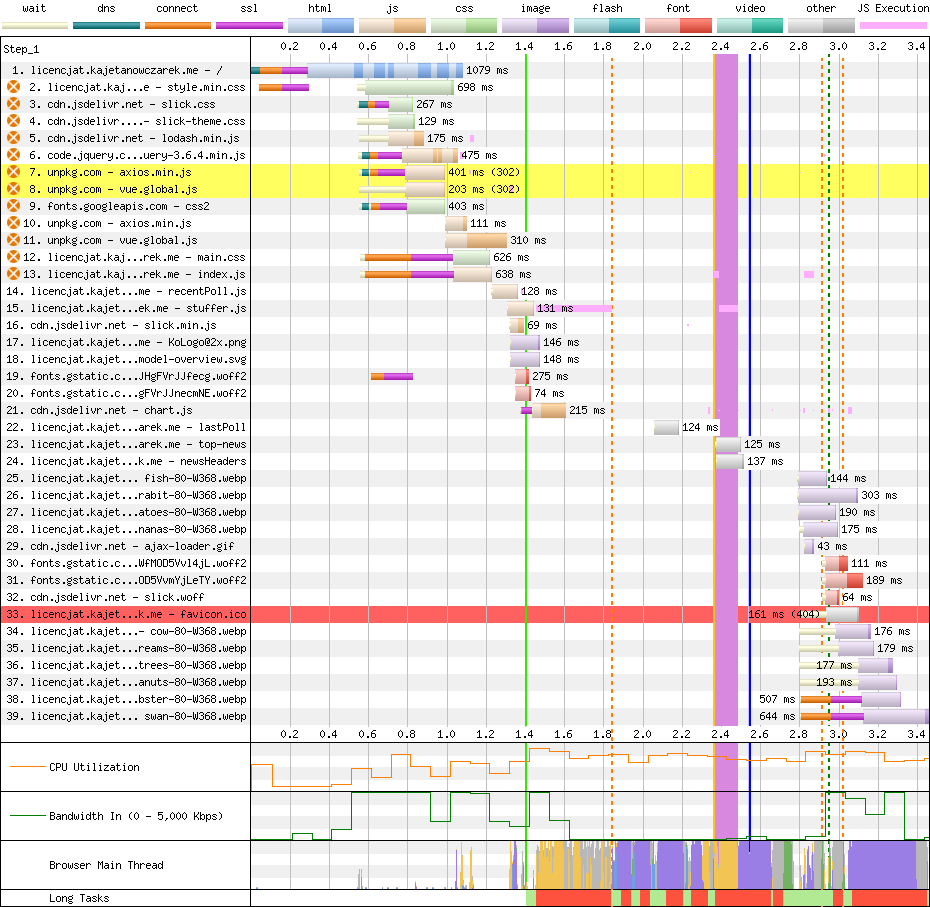 wait dns connect ssl html js css image flash font video other JS Execution
Step_1 0.2 0.4 0.6 0.8 1.0 1.2 1.4 1.6 1.8 2.0 2.2 2.4 2.6 2.8 3.0 3.2 3.4
1. licencjat.kajetanowczarek.me - / 1079 ms
2. licencjat.kaj...e - style.min.css 698 ms
3. cdn.jsdelivr.net - slick.css 267 ms
4. cdn.jsdelivr....- slick-theme.css 129 ms
5. cdn.jsdelivr.net - lodash.min.js 175 ms
6. code.jquery.c...uery-3.6.4.min.js 475 ms
7. unpkg.com - axios.min.js 401 ms (302)
8. unpkg.com - vue.global.js 203 ms (302)
9. fonts.googleapis.com - css2 403 ms
10. unpkg.com - axios.min.js 111 ms
11. unpkg.com - vue.global.js 310 ms
12. licencjat.kaj...rek.me - main.css 626 ms
13. licencjat.kaj...rek.me - index.js 638 ms
14. licencjat.kajet...me - recentPoll.js 128 ms
15. licencjat.kajet...ek.me - stuffer.js 131 ms
16. cdn.jsdelivr.net - slick.min.js 69 ms
17. licencjat.kajet...me - KoLogo@2x.png 146 ms
18. licencjat.kajet...model-overview.svg 148 ms
19. fonts.gstatic.c...JHgFVrJJfecg.woff2 275 ms
20. fonts.gstatic.c...gFVrJJnecmNE.woff2 74 ms
21. cdn.jsdelivr.net - chart.js 215 ms
22. licencjat.kajet...arek.me - lastPoll 124 ms
23. licencjat.kajet...arek.me - top-news 125 ms
24. licencjat.kajet...k.me - newsHeaders 137 ms
25. licencjat.kajet... fish-80-W368.webp 144 ms
26. licencjat.kajet...rabit-80-W368.webp 303 ms
27. licencjat.kajet...atoes-80-W368.webp 190 ms
28. licencjat.kajet...nanas-80-W368.webp 175 ms
29. cdn.jsdelivr.net - ajax-loader.gif 43 ms
30. fonts.gstatic.c...WfMOD5Vvl4jL.woff2 111 ms
31. fonts.gstatic.c...OD5VvmYjLeTY.woff2 189 ms
32. cdn.jsdelivr.net - slick.woff 64 ms
33. licencjat.kajet...k.me - favicon.ico 161 ms (404)
34. licencjat.kajet...- cow-80-W368.webp 176 ms
35. licencjat.kajet...reams-80-W368.webp 179 ms
36. licencjat.kajet...trees-80-W368.webp 177 ms
37. licencjat.kajet...anuts-80-W368.webp 193 ms
38. licencjat.kajet...bster-80-W368.webp 507 ms
39. licencjat.kajet... swan-80-W368.webp 644 ms
0.2 0.4 0.6 0.8 1.0 1.2 1.4 1.6 1.8 2.0 2.2 2.4 2.6 2.8 3.0 3.2 3.4
CPU Utilization
Bandwidth In (0 - 5,000 Kbps)
Browser Main Thread
Long Tasks